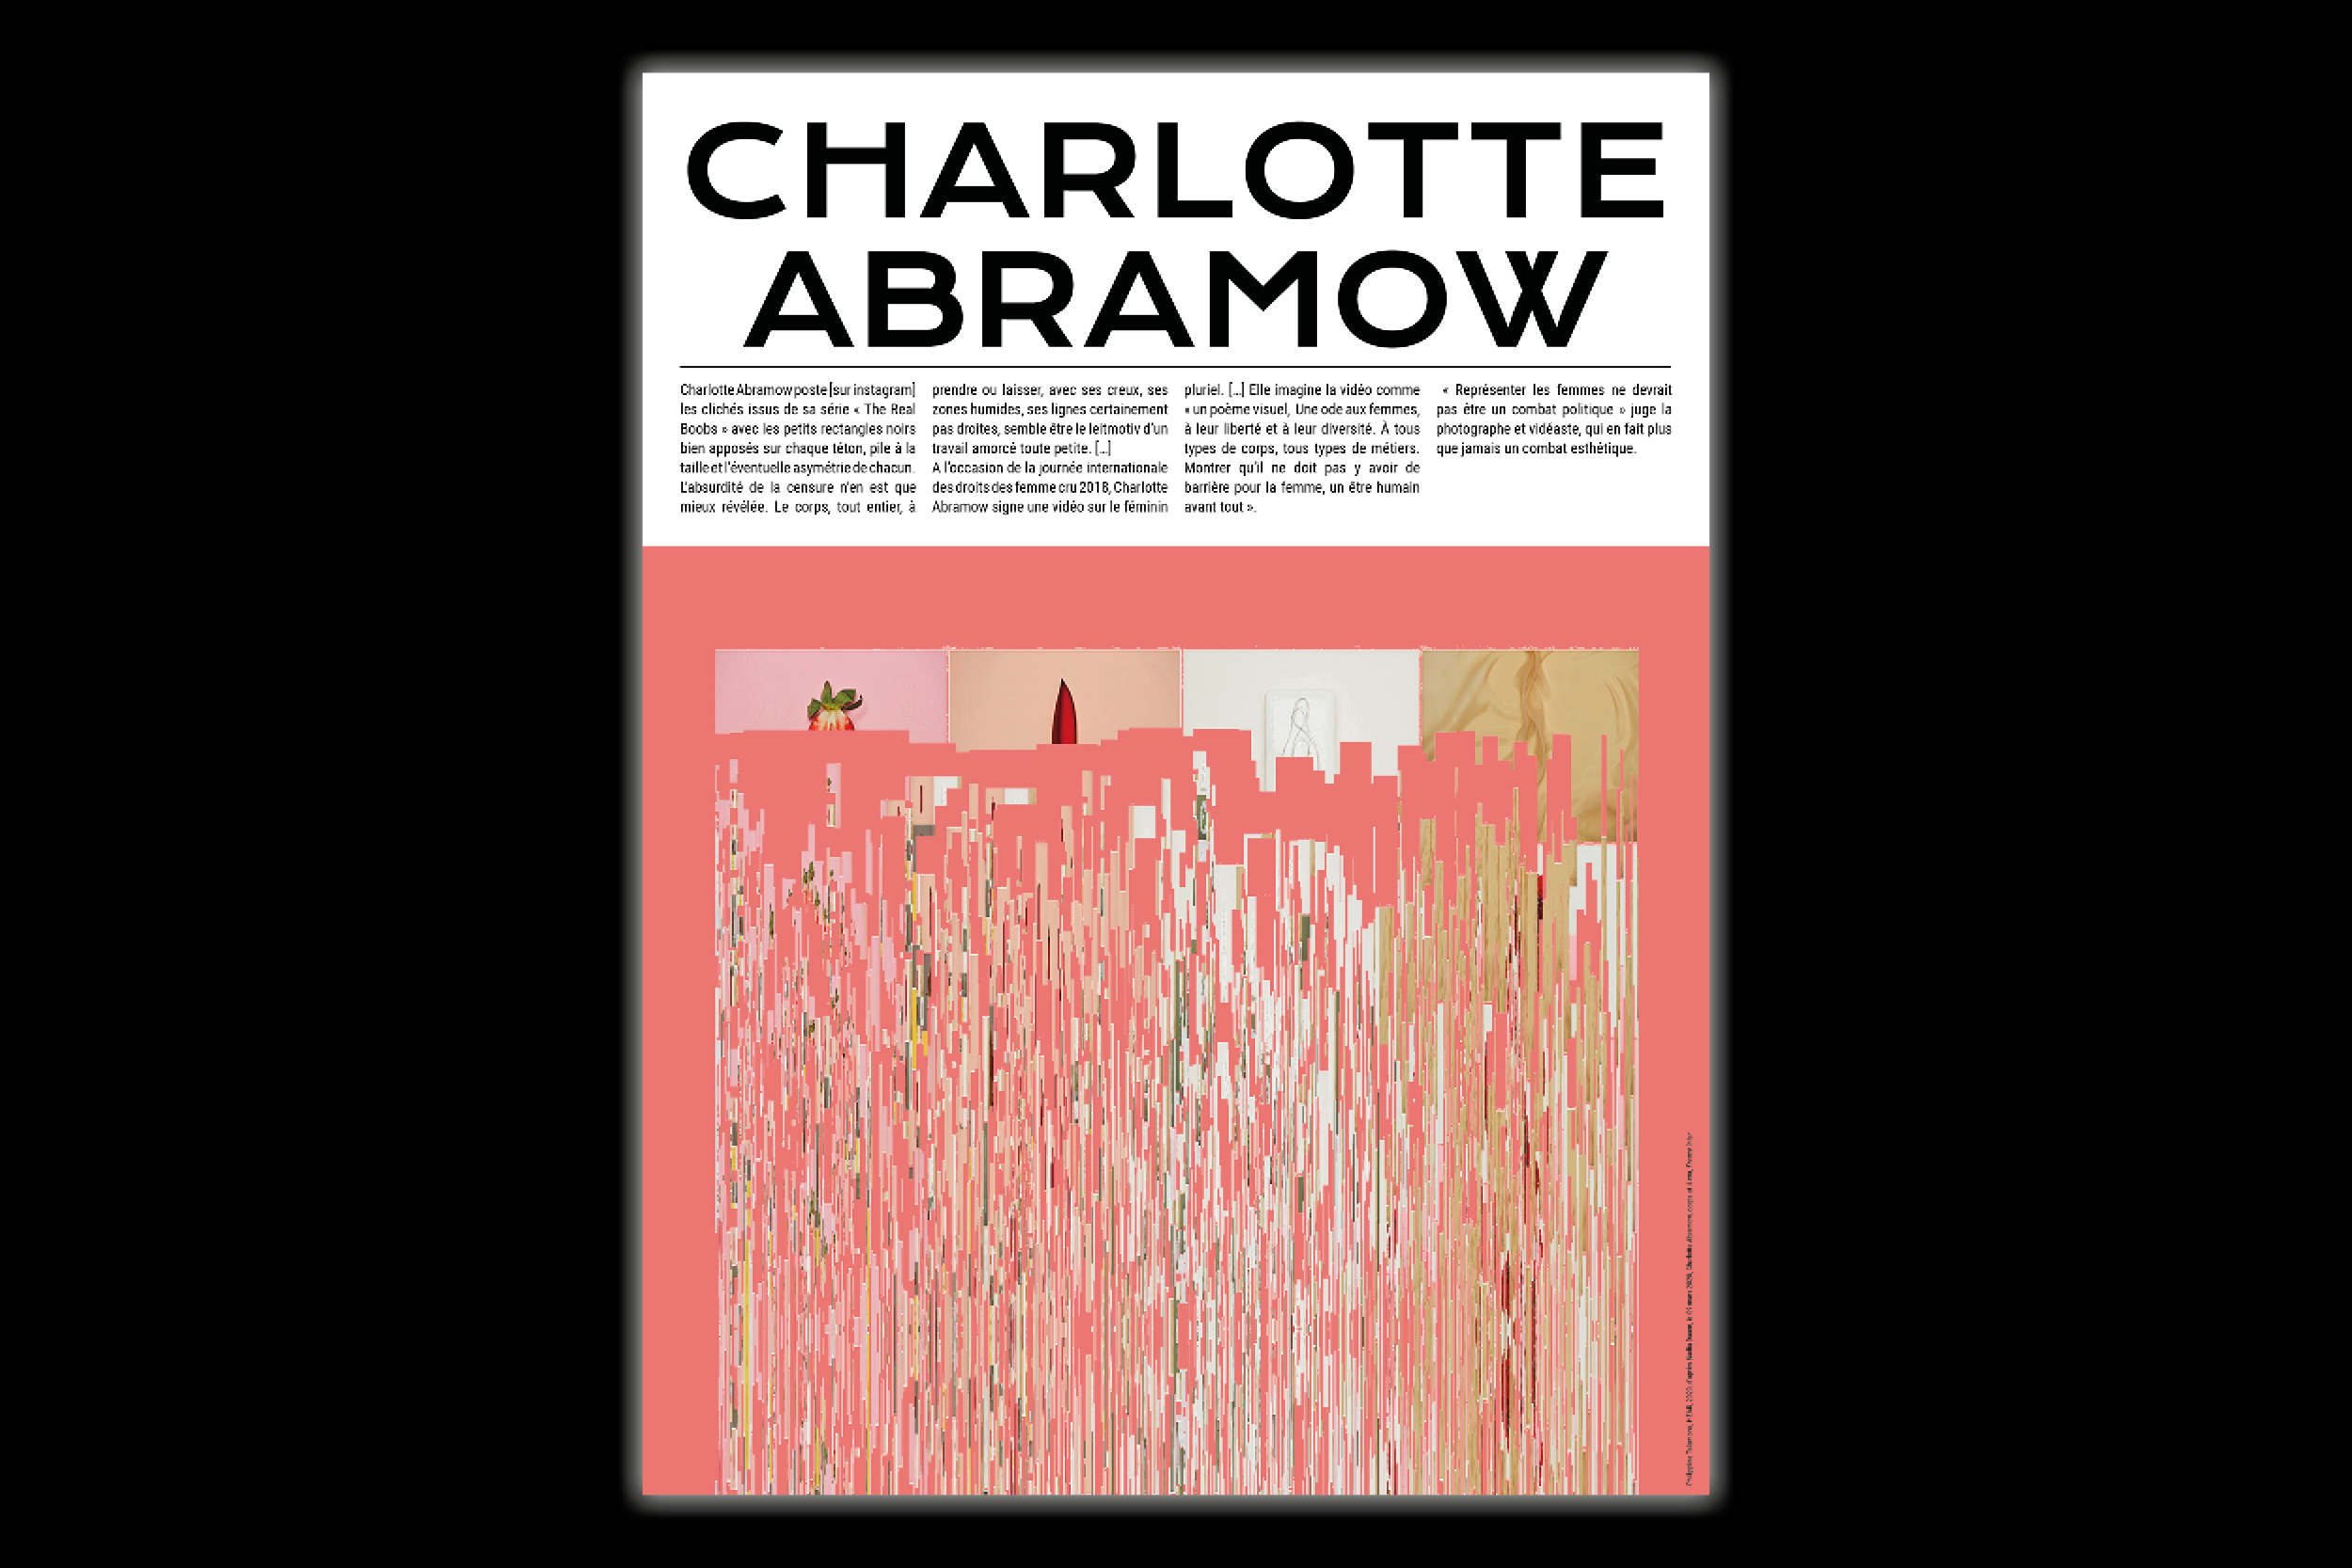 CHARLOTTE
ABRAMOW
Charlotte Abramow poste [sur instagram]
les clichés issus de sa série « The Real
Boobs » avec les petits rectangles noirs
bien apposés sur chaque téton, pile à la
taille et l'éventuelle asymétrie de chacun.
L'absurdité de la censure n'en est que
mieux révélée. Le corps, tout entier, à
prendre ou laisser, avec ses creux, ses
zones humides, ses lignes certainement
pas droites, semble être le leitmotiv d'un
travail amorcé toute petite. [...]
A l'occasion de la journée internationale
des droits des femme cru 2018, Charlotte
Abramow signe une vidéo sur le féminin
pluriel. [...] Elle imagine la vidéo comme
« un poème visuel, Une ode aux femmes,
à leur liberté et à leur diversité. À tous
types de corps, tous types de métiers.
Montrer qu'il ne doit pas y avoir de
barrière pour la femme, un être humain
avant tout ».
« Représenter les femmes ne devrait
pas être un combat politique » juge la
photographe et vidéaste, qui en fait plus
que jamais un combat esthétique.